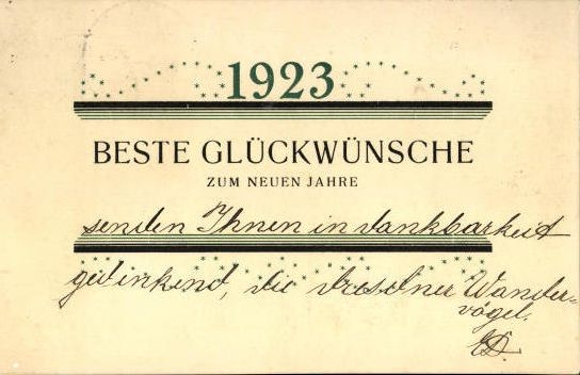 1923
BESTE GLÜCKWÜNSCHE
ZUM NEUEN JAHRE
senden Ihnen in dankbarkeit
gedenkend, die dresdner Wander-
vögel.